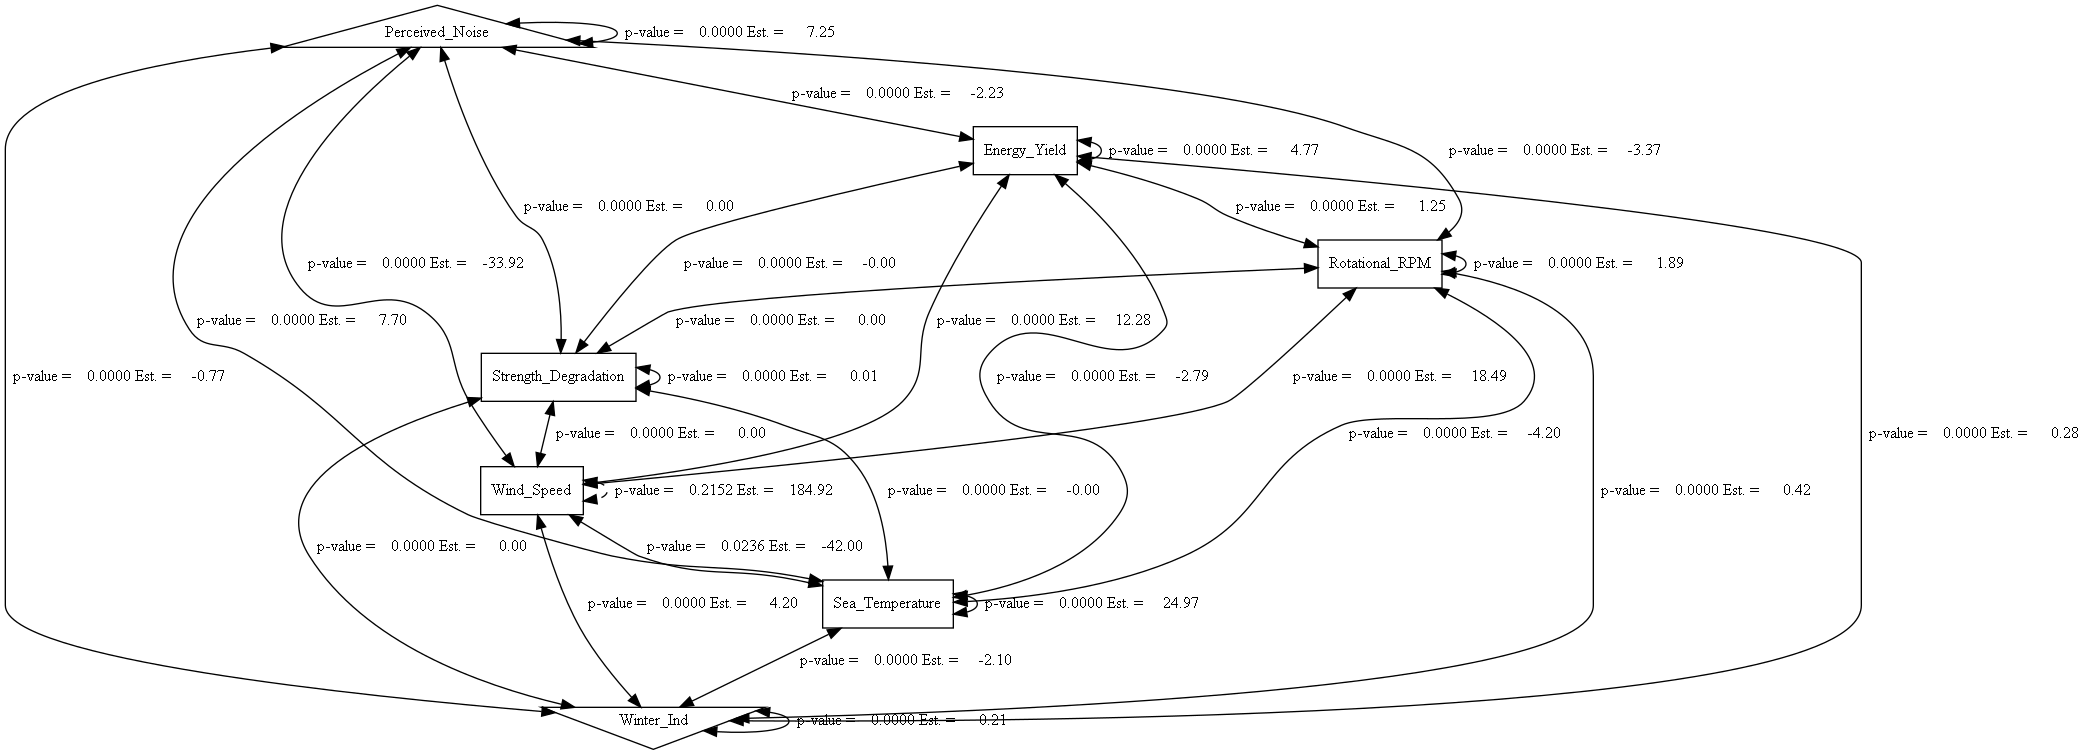 Perceived_Noise
p-value = 0.0000 Est. = 7.25
p-value = 0.0000 Est. = -2.23
Energy_Yield
p-value = 0.0000 Est. = 4.77
p-value = 0.0000 Est. = -3.37
p-value = 0.0000 Est. = 0.00
p-value = 0.0000 Est. = 1.25
p-value = 0.0000 Est. = -33.92
p-value = 0.0000 Est. = -0.00
Rotational_RPM
p-value = 0.0000 Est. = 1.89
p-value = 0.0000 Est. = 7.70
p-value = 0.0000 Est. = 0.00
p-value = 0.0000 Est. = 12.28
p-value = 0.0000 Est. = -0.77
Strength_Degradation
p-value = 0.0000 Est. = 0.01
p-value = 0.0000 Est. = -2.79
p-value = 0.0000 Est. = 18.49
p-value = 0.0000 Est. = 0.00
p-value = 0.0000 Est. = -4.20
p-value = 0.0000 Est. = 0.28
Wind_Speed
p-value = 0.2152 Est. = 184.92
p-value = 0.0000 Est. = -0.00
p-value = 0.0000 Est. = 0.42
p-value = 0.0000 Est. = 0.00
p-value = 0.0236 Est. = -42.00
p-value = 0.0000 Est. = 4.20
Sea_Temperature
p-value = 0.0000 Est. = 24.97
p-value = 0.0000 Est. = -2.10
Winter_Ind
p-value = 0.0000 Est. = 0.21